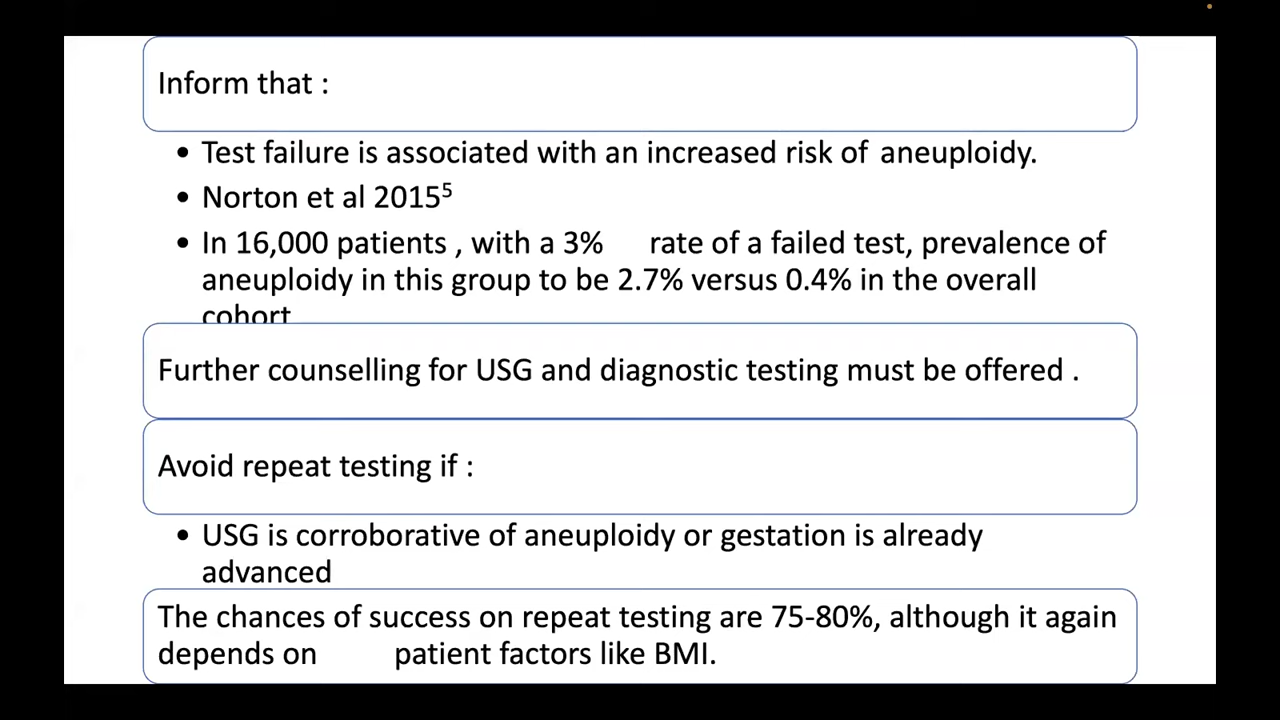 Inform that :
• Test failure is associated with an increased risk of aneuploidy.
• Norton et al 2015⁵
• In 16,000 patients , with a 3% rate of a failed test, prevalence of
aneuploidy in this group to be 2.7% versus 0.4% in the overall
cohort
Further counselling for USG and diagnostic testing must be offered .
Avoid repeat testing if :
• USG is corroborative of aneuploidy or gestation is already
advanced
The chances of success on repeat testing are 75-80%, although it again
depends on patient factors like BMI.